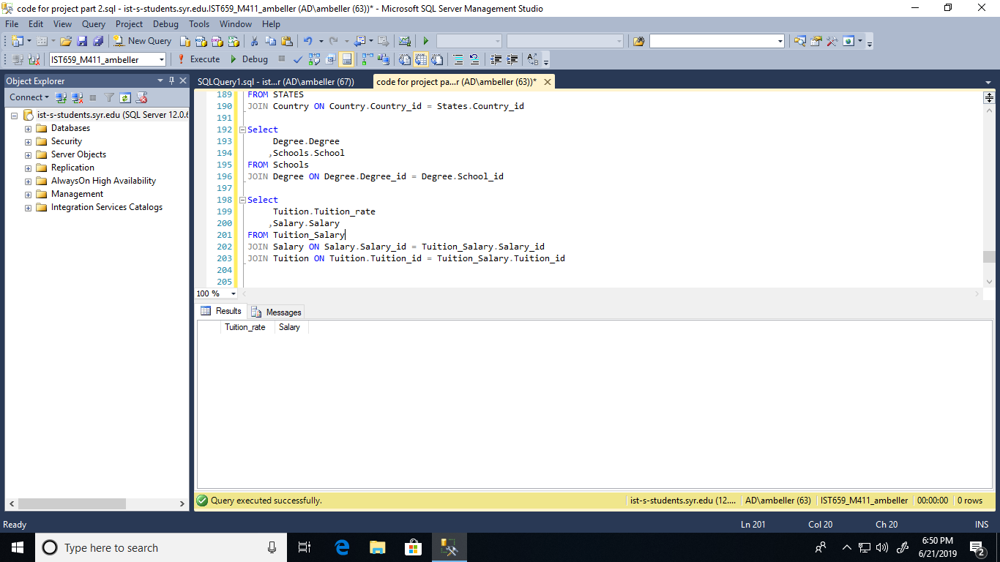 code for project part 2.sql - ist-s-students.syr.edu.IST659_M411_ambeller (AD\ambeller (63))* - Microsoft SQL Server Management Studio
File Edit View Query Project Debug Tools Window Help
New Query
IST659_M411_ambeller Execute Debug
Object Explorer
SQLQuery1.sql - ist...r (AD\ambeller (67)) code for project pa...r (AD\ambeller (63))*
Connect
ist-s-students.syr.edu (SQL Server 12.0.6
Databases
Security
Server Objects
Replication
AlwaysOn High Availability
Management
Integration Services Catalogs
189 FROM STATES
190 JOIN Country ON Country.Country_id = States.Country_id
191
192 Select
193 Degree.Degree
194 ,Schools.School
195 FROM Schools
196 JOIN Degree ON Degree.Degree_id = Degree.School_id
197
198 Select
199 Tuition.Tuition_rate
200 ,Salary.Salary
201 FROM Tuition_Salary
202 JOIN Salary ON Salary.Salary_id = Tuition_Salary.Salary_id
203 JOIN Tuition ON Tuition.Tuition_id = Tuition_Salary.Tuition_id
204
205
100 %
Results Messages
Tuition_rate Salary
Query executed successfully. ist-s-students.syr.edu (12.... AD\ambeller (63) IST659_M411_ambeller 00:00:00 0 rows
Ready Ln 201 Col 20 Ch 20 INS
Type here to search
6:50 PM
6/21/2019
2